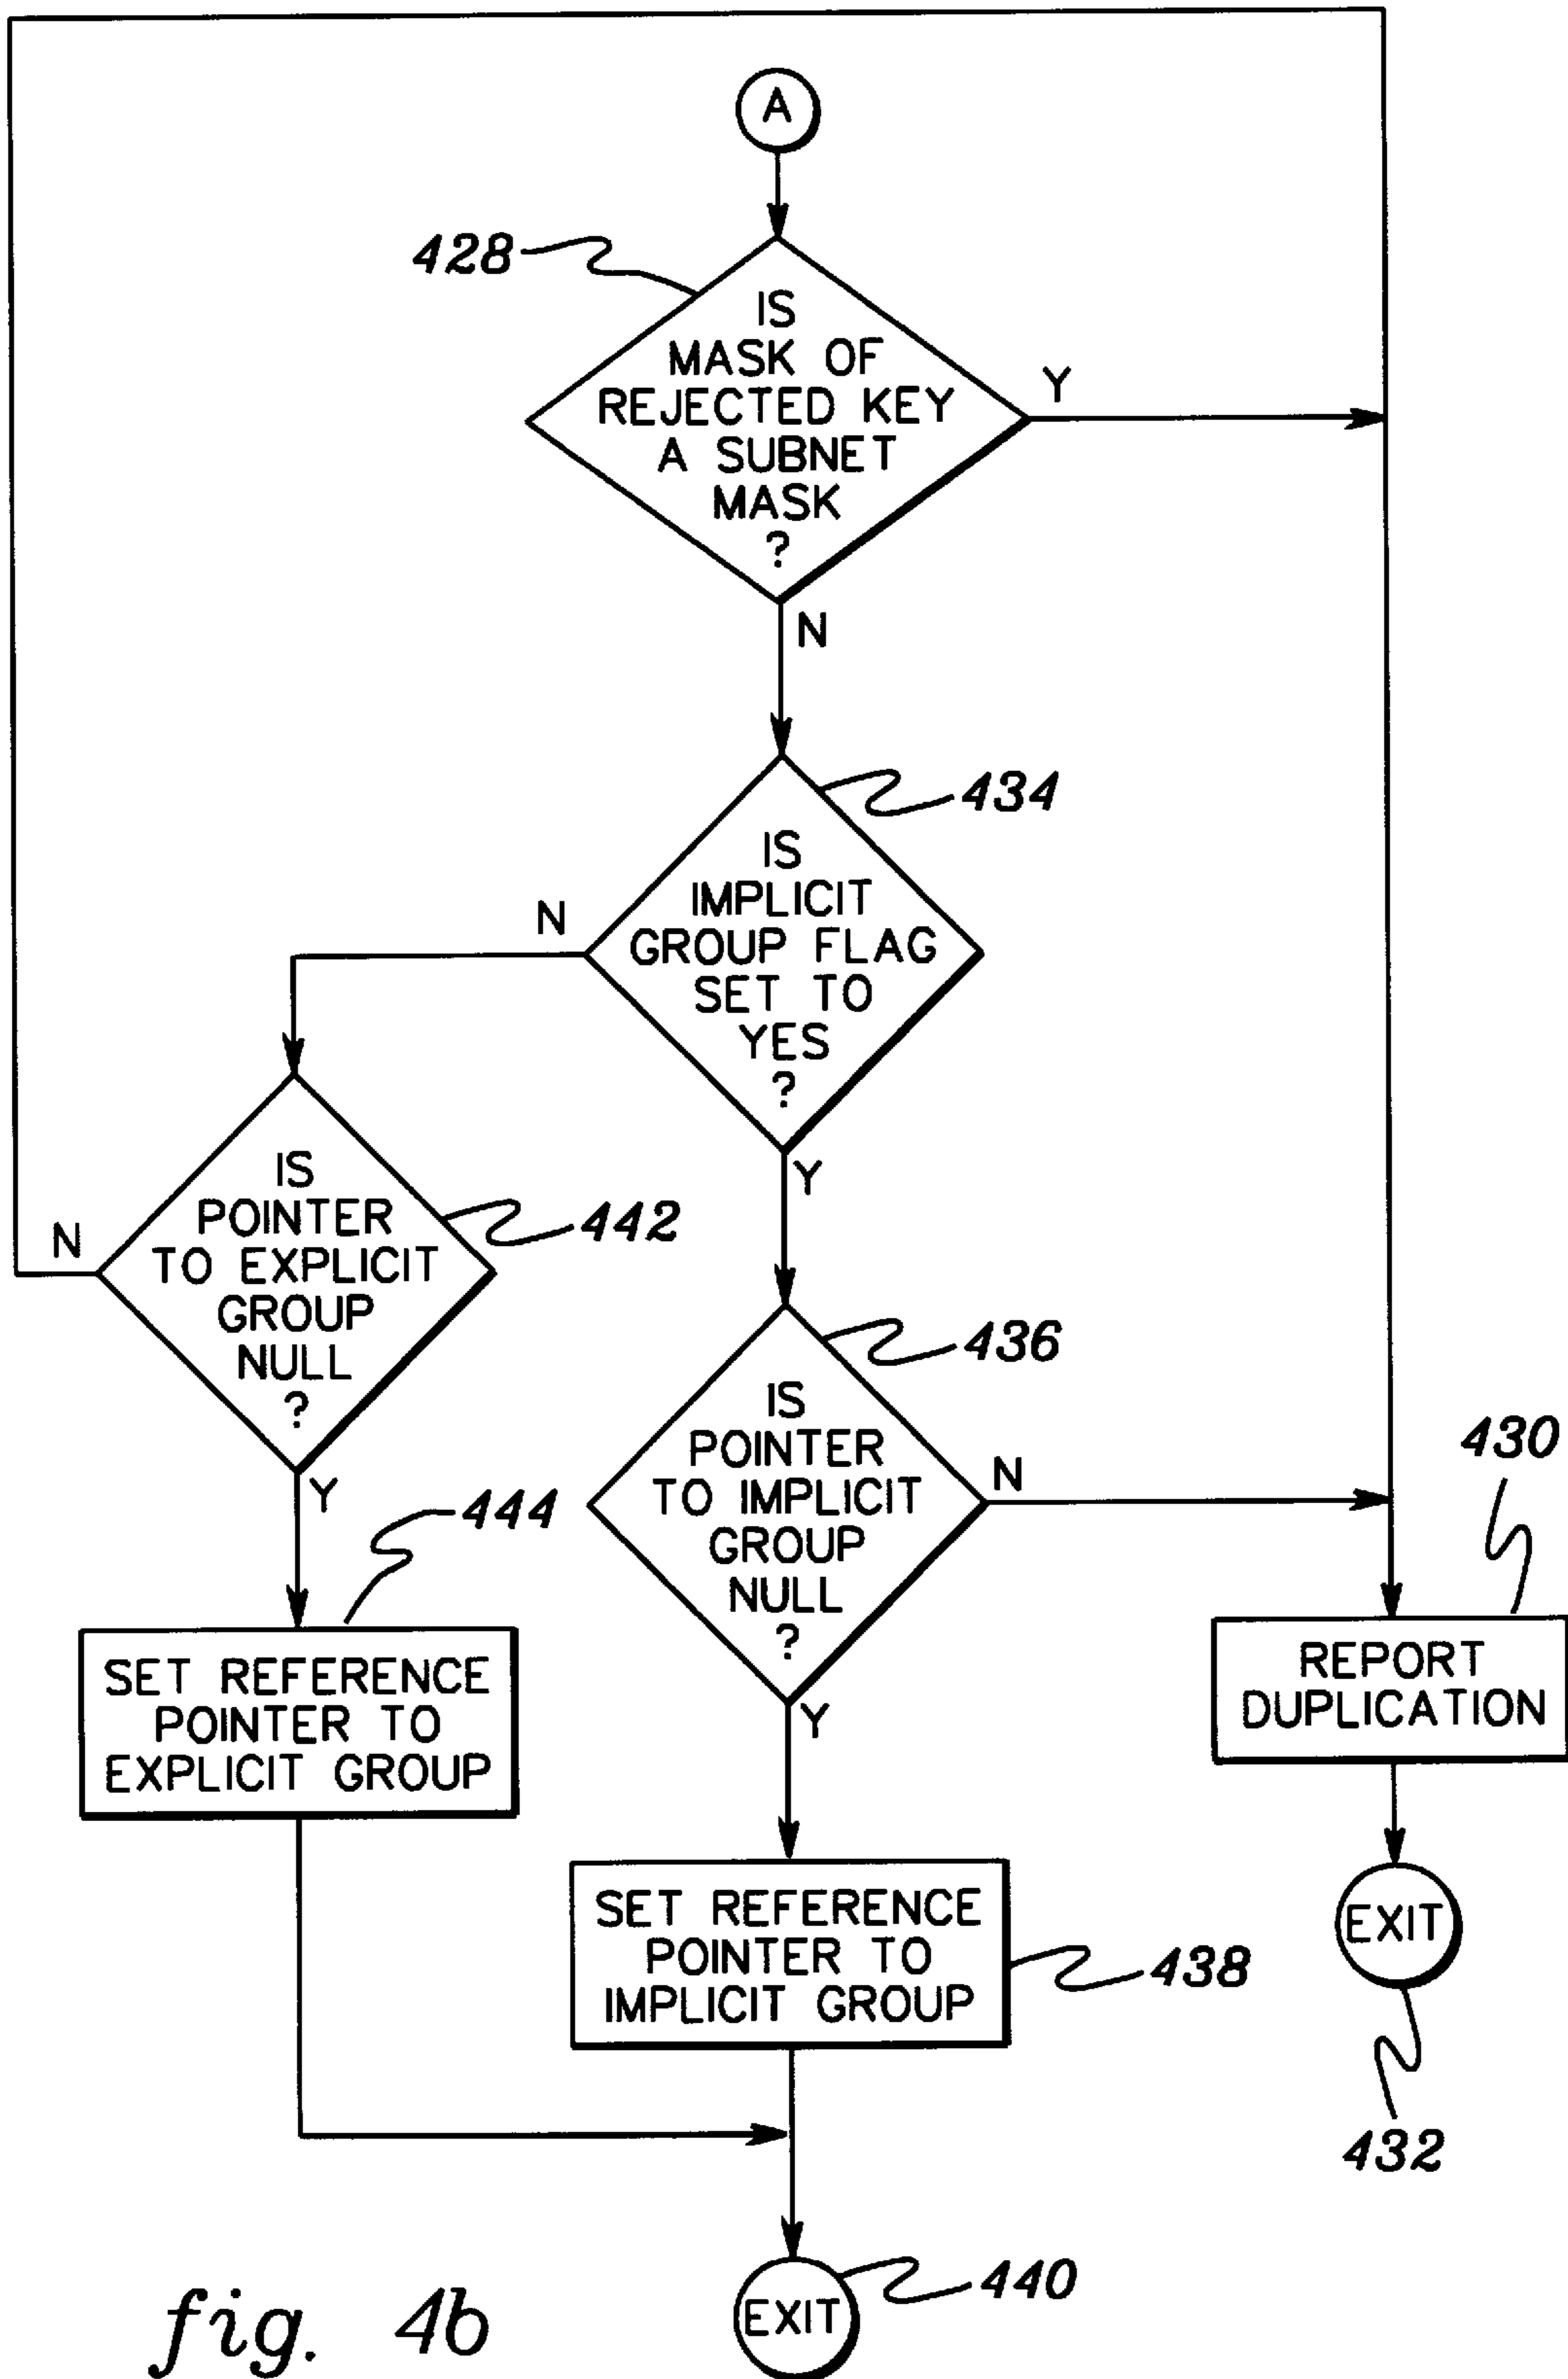 A
428
IS
MASK OF
REJECTED KEY
A SUBNET
MASK
?
Y
N
434
IS
IMPLICIT
GROUP FLAG
SET TO
YES
?
N
Y
442
IS
POINTER
TO EXPLICIT
GROUP
NULL
?
N
Y
436
IS
POINTER
TO IMPLICIT
GROUP
NULL
?
N
Y
430
REPORT
DUPLICATION
444
SET REFERENCE
POINTER TO
EXPLICIT GROUP
438
SET REFERENCE
POINTER TO
IMPLICIT GROUP
EXIT
432
EXIT
440
fig. 4b